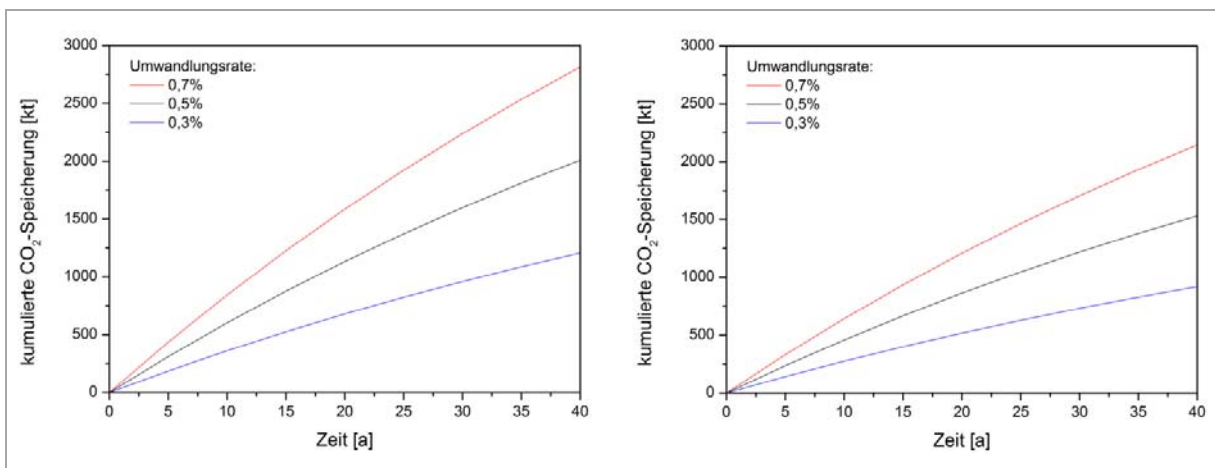 3000
2500
2000
1500
1000
500
0
kumulierte CO₂-Speicherung [kt]
Umwandlungsrate:
0,7%
0,5%
0,3%
0 5 10 15 20 25 30 35 40
Zeit [a]
3000
2500
2000
1500
1000
500
0
kumulierte CO₂-Speicherung [kt]
Umwandlungsrate:
0,7%
0,5%
0,3%
0 5 10 15 20 25 30 35 40
Zeit [a]